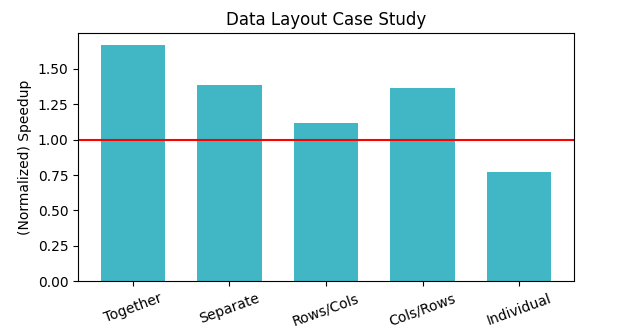 Data Layout Case Study
(Normalized) Speedup
1.50
1.25
1.00
0.75
0.50
0.25
0.00
Together
Separate
Rows/Cols
Cols/Rows
Individual